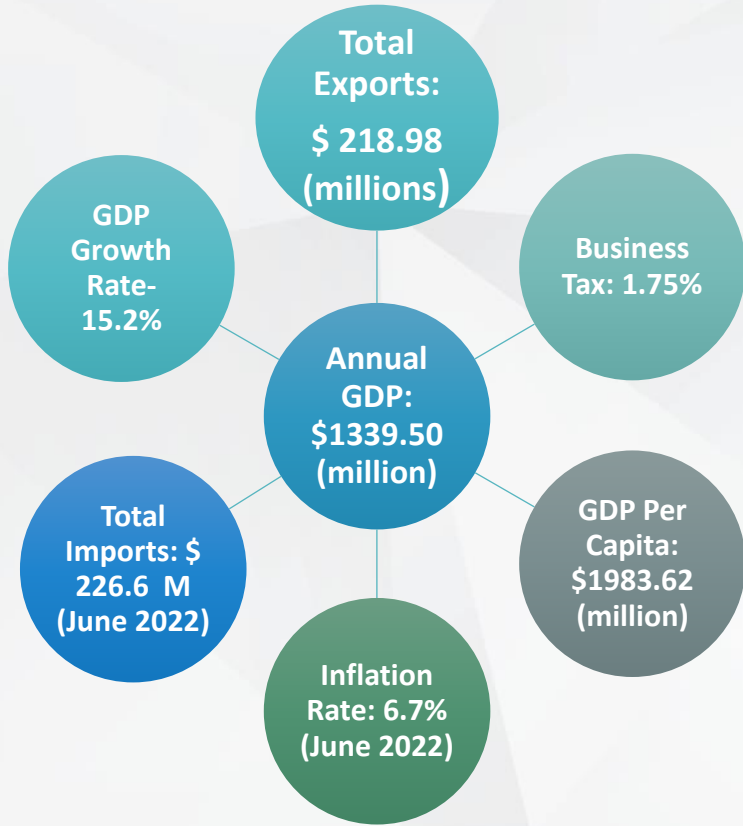 Total
Exports:
$ 218.98
(millions)
GDP
Growth
Rate-
15.2%
Business
Tax: 1.75%
Annual
GDP:
$1339.50
(million)
Total
Imports: $
226.6 M
(June 2022)
GDP Per
Capita:
$1983.62
(million)
Inflation
Rate: 6.7%
(June 2022)